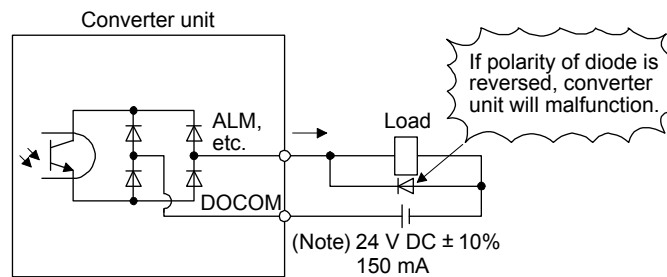 Converter unit
If polarity of diode is
reversed, converter
unit will malfunction.
ALM,
etc.
Load
DOCOM
(Note) 24 V DC ± 10%
150 mA